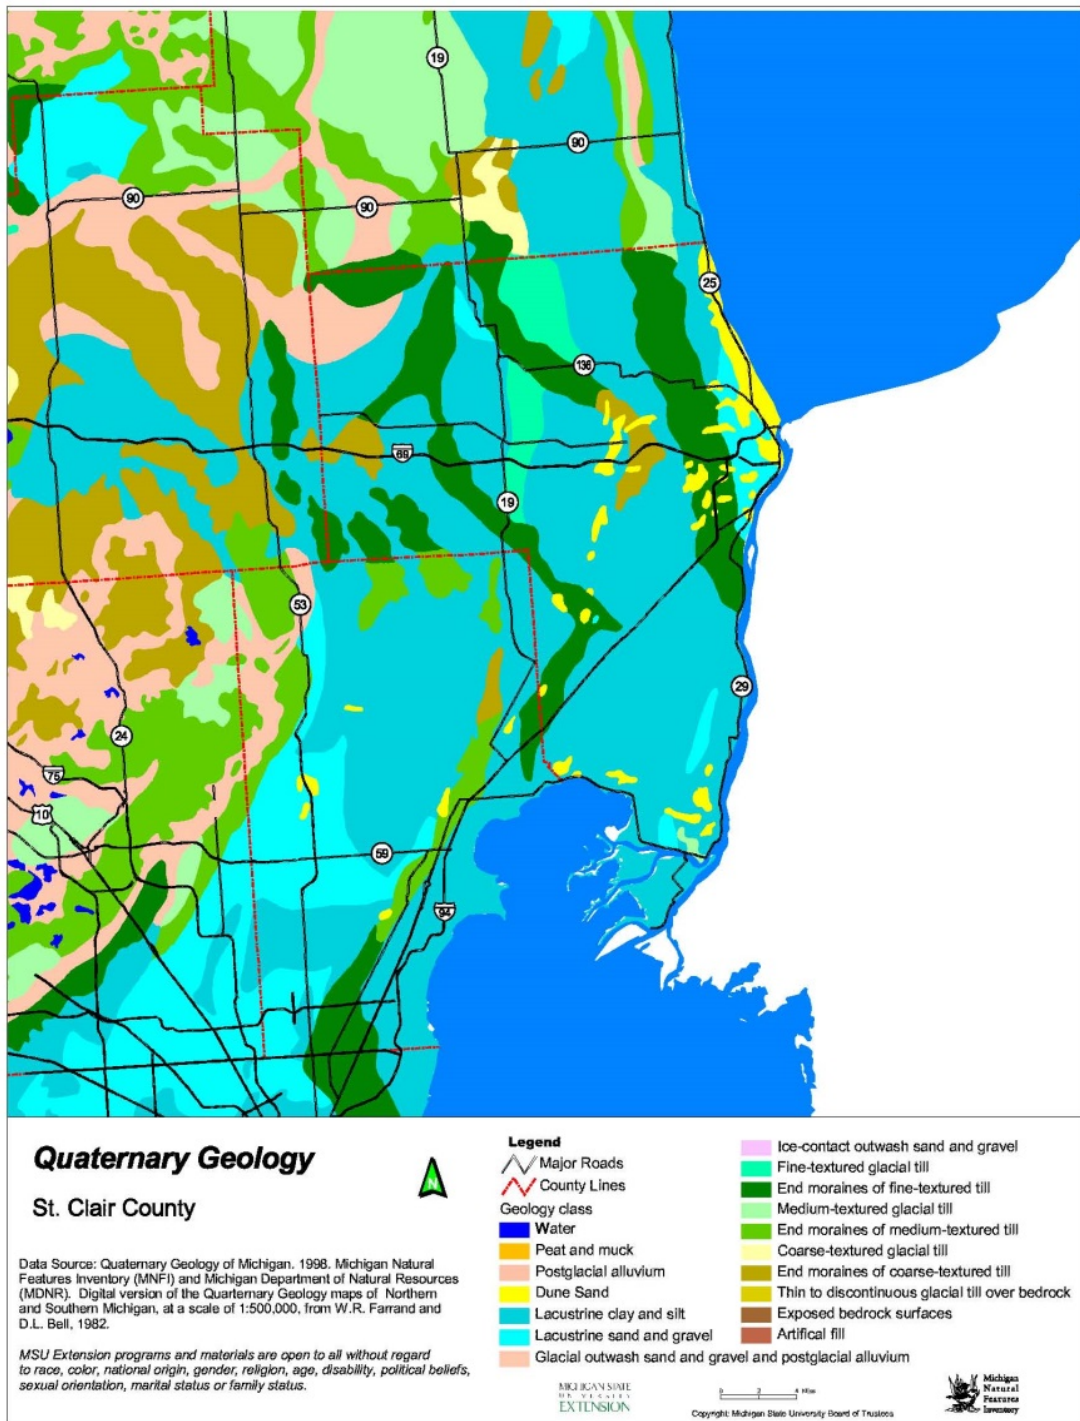 19
90
90
90
25
136
69
19
53
29
24
75
10
59
94
Quaternary Geology
St. Clair County
N
Data Source: Quaternary Geology of Michigan. 1998. Michigan Natural
Features Inventory (MNFI) and Michigan Department of Natural Resources
(MDNR). Digital version of the Quarternary Geology maps of Northern
and Southern Michigan, at a scale of 1:500,000, from W.R. Farrand and
D.L. Bell, 1982.
MSU Extension programs and materials are open to all without regard
to race, color, national origin, gender, religion, age, disability, political beliefs,
sexual orientation, marital status or family status.
Legend
Major Roads
County Lines
Geology class
Water
Peat and muck
Postglacial alluvium
Dune Sand
Lacustrine clay and silt
Lacustrine sand and gravel
Glacial outwash sand and gravel and postglacial alluvium
Ice-contact outwash sand and gravel
Fine-textured glacial till
End moraines of fine-textured till
Medium-textured glacial till
End moraines of medium-textured till
Coarse-textured glacial till
End moraines of coarse-textured till
Thin to discontinuous glacial till over bedrock
Exposed bedrock surfaces
Artifical fill
MICHIGAN STATE
UNIVERSITY
EXTENSION
0 2 4 Miles
Copyright: Michigan State University Board of Trustees
Michigan
Natural
Features
Inventory